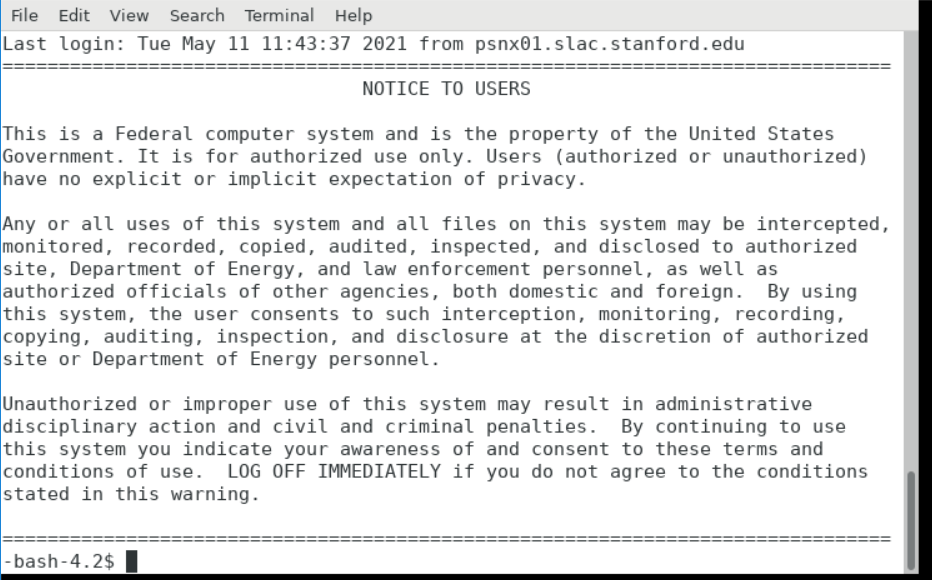 File Edit View Search Terminal Help
Last login: Tue May 11 11:43:37 2021 from psnx01.slac.stanford.edu
===============================================================================
NOTICE TO USERS
This is a Federal computer system and is the property of the United States
Government. It is for authorized use only. Users (authorized or unauthorized)
have no explicit or implicit expectation of privacy.
Any or all uses of this system and all files on this system may be intercepted,
monitored, recorded, copied, audited, inspected, and disclosed to authorized
site, Department of Energy, and law enforcement personnel, as well as
authorized officials of other agencies, both domestic and foreign.  By using
this system, the user consents to such interception, monitoring, recording,
copying, auditing, inspection, and disclosure at the discretion of authorized
site or Department of Energy personnel.
Unauthorized or improper use of this system may result in administrative
disciplinary action and civil and criminal penalties.  By continuing to use
this system you indicate your awareness of and consent to these terms and
conditions of use.  LOG OFF IMMEDIATELY if you do not agree to the conditions
stated in this warning.
===============================================================================
-bash-4.2$